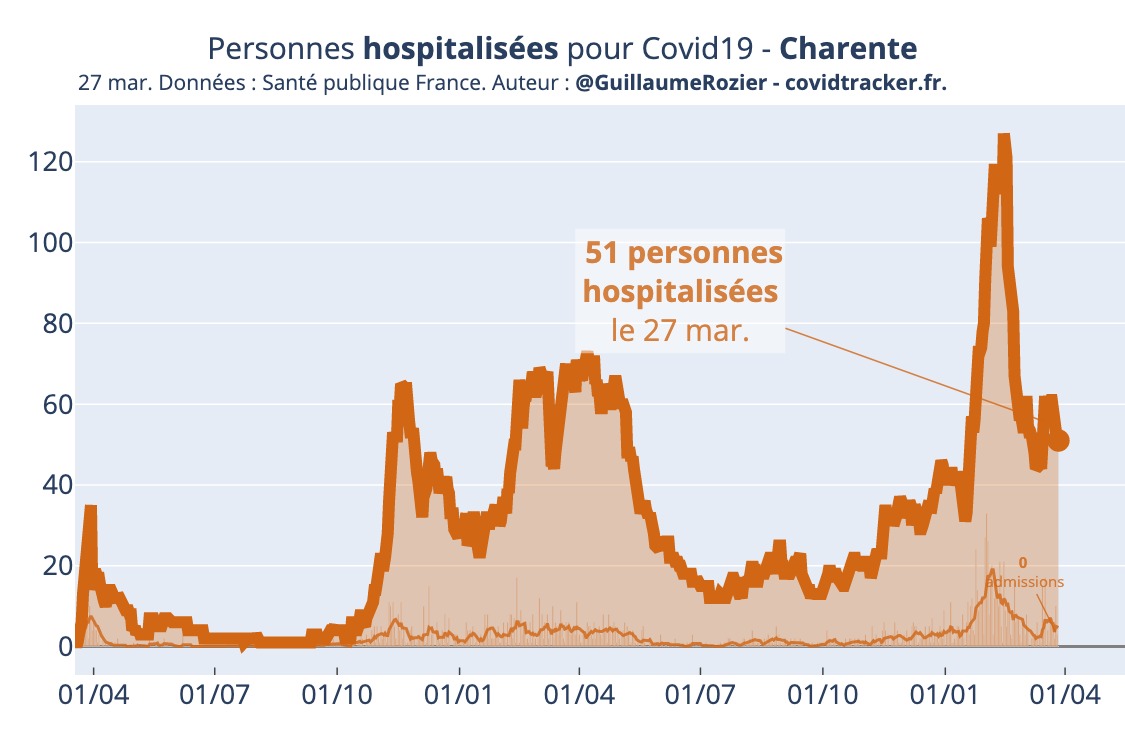 Personnes hospitalisées pour Covid19 - Charente
27 mar. Données : Santé publique France. Auteur : @GuillaumeRozier - covidtracker.fr.
120
100
80
60
40
20
0
51 personnes
hospitalisées
le 27 mar.
0
admissions
01/04
01/07
01/10
01/01
01/04
01/07
01/10
01/01
01/04